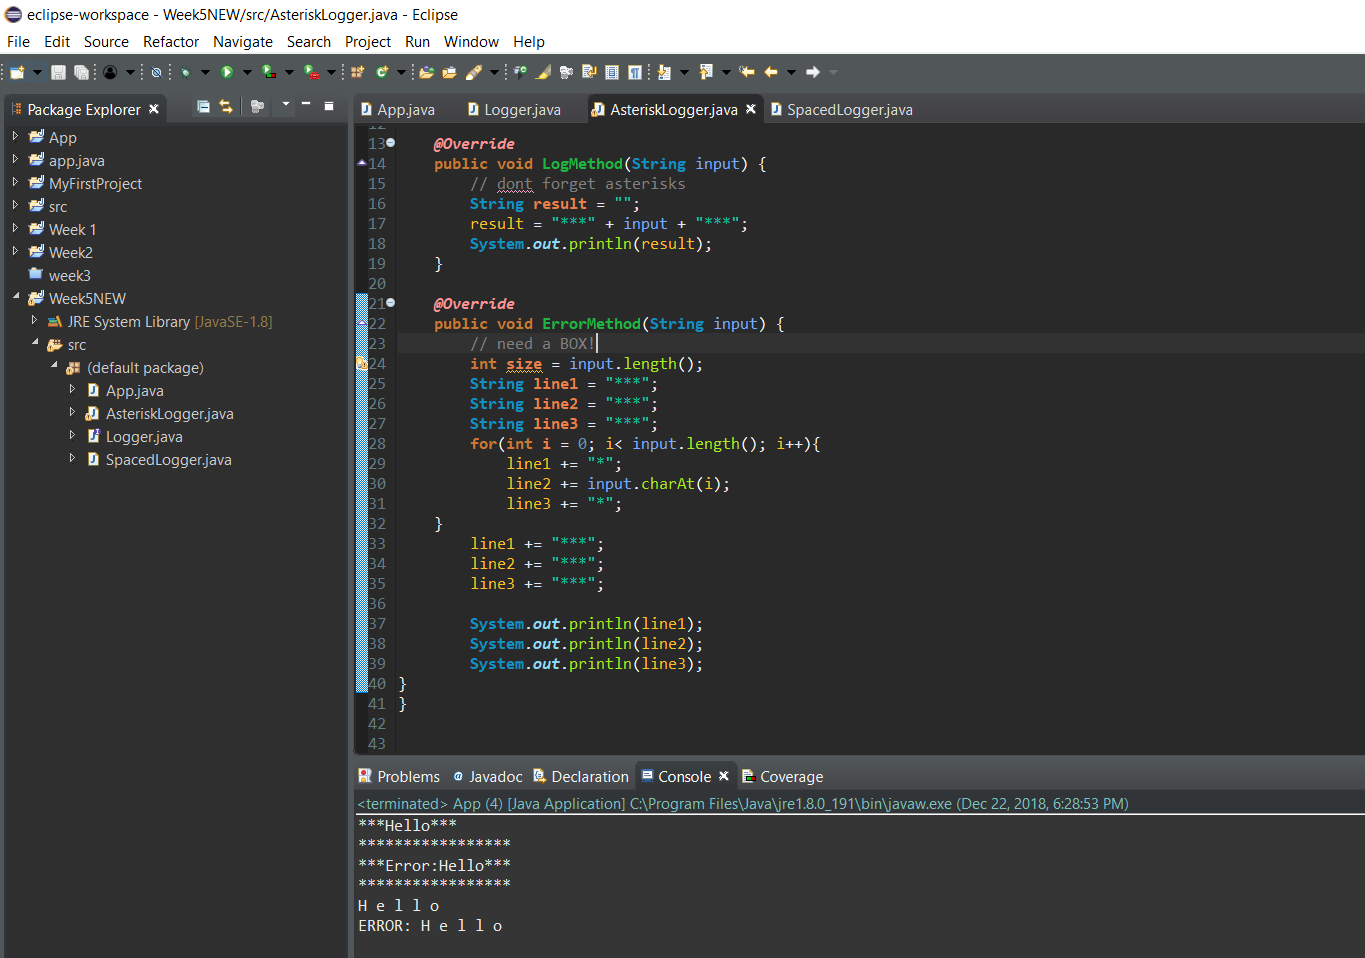 eclipse-workspace - Week5NEW/src/AsteriskLogger.java - Eclipse
File Edit Source Refactor Navigate Search Project Run Window Help
Package Explorer
App
app.java
MyFirstProject
src
Week 1
Week2
week3
Week5NEW
JRE System Library [JavaSE-1.8]
src
(default package)
App.java
AsteriskLogger.java
Logger.java
SpacedLogger.java
App.java Logger.java AsteriskLogger.java SpacedLogger.java
12
13 @Override
14 public void LogMethod(String input) {
15 // dont forget asterisks
16 String result = "";
17 result = "***" + input + "***";
18 System.out.println(result);
19 }
20
21 @Override
22 public void ErrorMethod(String input) {
23 // need a BOX!
24 int size = input.length();
25 String line1 = "***";
26 String line2 = "***";
27 String line3 = "***";
28 for(int i = 0; i< input.length(); i++){
29 line1 += "*";
30 line2 += input.charAt(i);
31 line3 += "*";
32 }
33 line1 += "***";
34 line2 += "***";
35 line3 += "***";
36
37 System.out.println(line1);
38 System.out.println(line2);
39 System.out.println(line3);
40 }
41 }
42
43
Problems @ Javadoc Declaration Console Coverage
<terminated> App (4) [Java Application] C:\Program Files\Java\jre1.8.0_191\bin\javaw.exe (Dec 22, 2018, 6:28:53 PM)
***Hello***
*****************
***Error:Hello***
*****************
H e l l o
ERROR: H e l l o